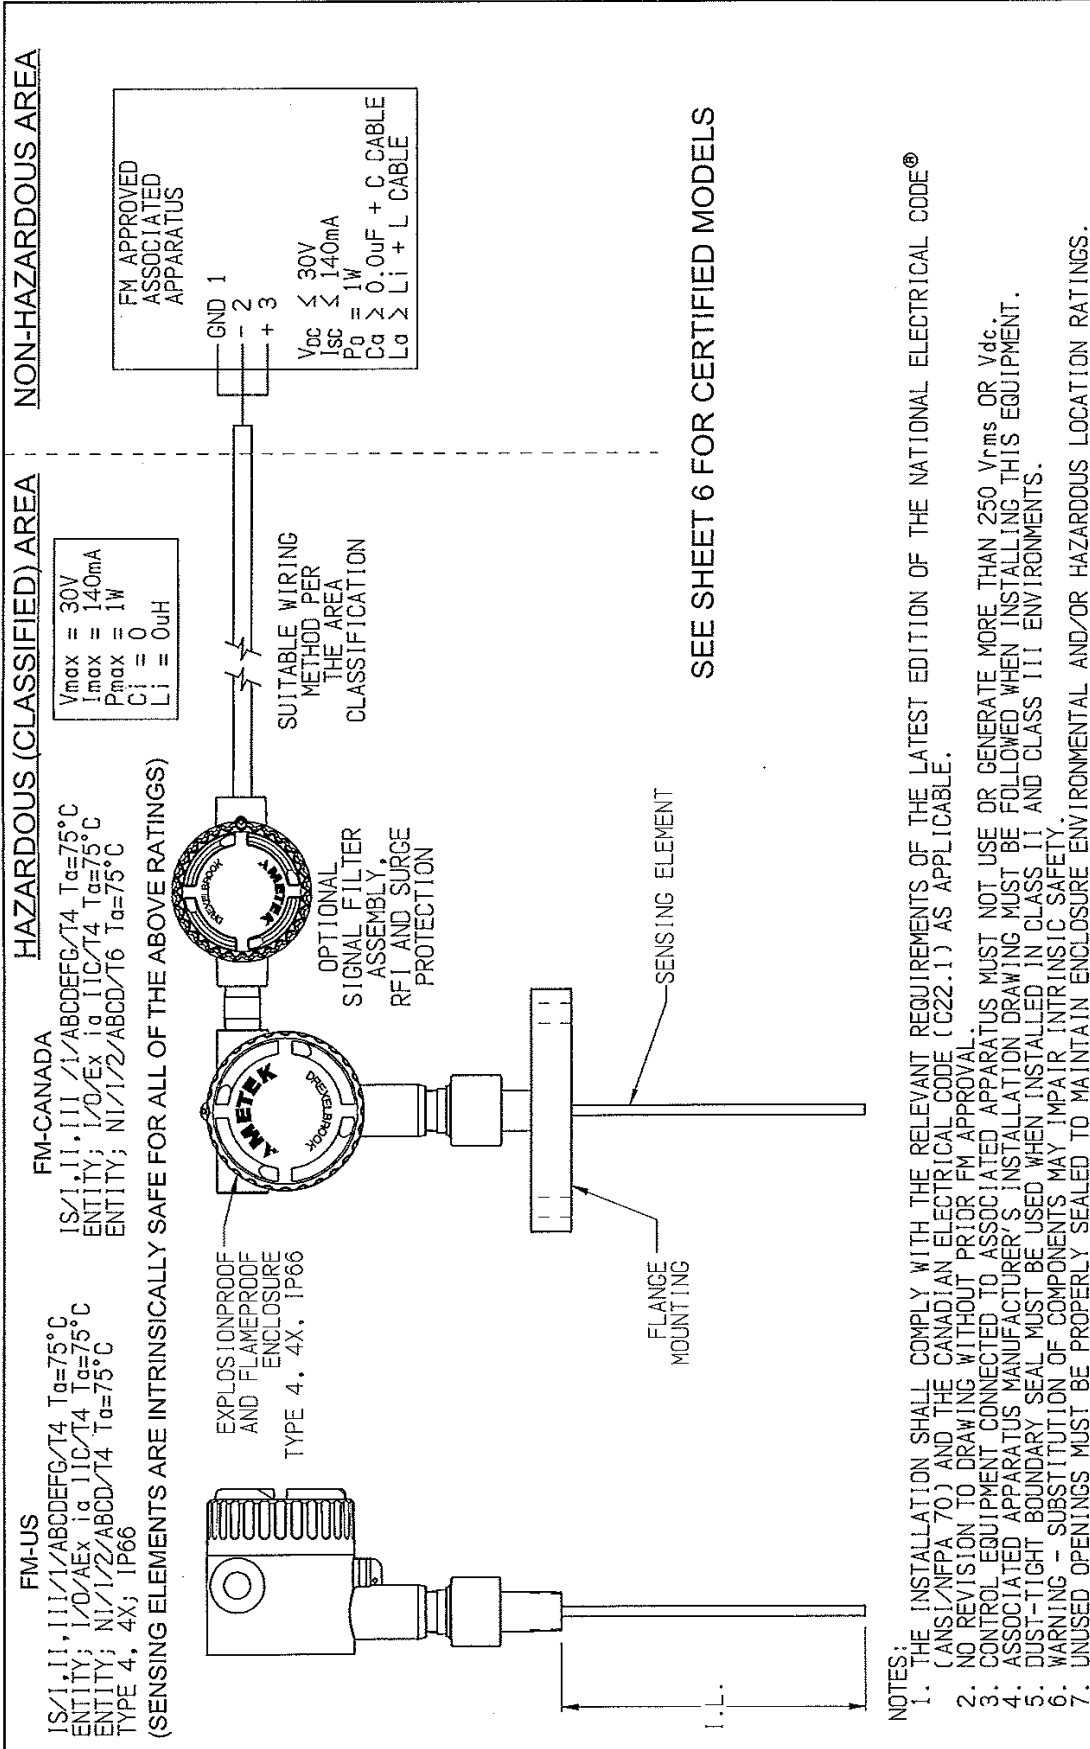 HAZARDOUS (CLASSIFIED) AREA
NON-HAZARDOUS AREA
FM-US
IS/I,II,III/1/ABCDEFG/T4 Ta=75°C
ENTITY; I/0/AEx ia IIC/T4 Ta=75°C
ENTITY; NI/I/2/ABCD/T4 Ta=75°C
TYPE 4, 4X; IP66
FM-CANADA
IS/I,II,III /1/ABCDEFG/T4 Ta=75°C
ENTITY; I/0/Ex ia IIC/T4 Ta=75°C
ENTITY; NI/I/2/ABCD/T6 Ta=75°C
(SENSING ELEMENTS ARE INTRINSICALLY SAFE FOR ALL OF THE ABOVE RATINGS)
Vmax = 30V
Imax = 140mA
Pmax = 1W
Ci = 0
Li = 0uH
FM APPROVED
ASSOCIATED
APPARATUS
GND 1
- 2
+ 3
Voc ≤ 30V
Isc ≤ 140mA
Po = 1W
Ca ≥ 0.0uF + C CABLE
La ≥ Li + L CABLE
EXPLOSIONPROOF
AND FLAMEPROOF
ENCLOSURE
TYPE 4, 4X, IP66
AMETEK
DREXELBROOK
DREXELBROOK
AMETEK
OPTIONAL
SIGNAL FILTER
ASSEMBLY,
RFI AND SURGE
PROTECTION
SUITABLE WIRING
METHOD PER
THE AREA
CLASSIFICATION
FLANGE
MOUNTING
SENSING ELEMENT
I.L.
SEE SHEET 6 FOR CERTIFIED MODELS
NOTES:
1. THE INSTALLATION SHALL COMPLY WITH THE RELEVANT REQUIREMENTS OF THE LATEST EDITION OF THE NATIONAL ELECTRICAL CODE®
(ANSI/NFPA 70) AND THE CANADIAN ELECTRICAL CODE (C22.1) AS APPLICABLE.
2. NO REVISION TO DRAWING WITHOUT PRIOR FM APPROVAL.
3. CONTROL EQUIPMENT CONNECTED TO ASSOCIATED APPARATUS MUST NOT USE OR GENERATE MORE THAN 250 Vrms OR Vdc.
4. ASSOCIATED APPARATUS MANUFACTURER'S INSTALLATION DRAWING MUST BE FOLLOWED WHEN INSTALLING THIS EQUIPMENT.
5. DUST-TIGHT BOUNDARY SEAL MUST BE USED WHEN INSTALLED IN CLASS II AND CLASS III ENVIRONMENTS.
6. WARNING - SUBSTITUTION OF COMPONENTS MAY IMPAIR INTRINSIC SAFETY.
7. UNUSED OPENINGS MUST BE PROPERLY SEALED TO MAINTAIN ENCLOSURE ENVIRONMENTAL AND/OR HAZARDOUS LOCATION RATINGS.